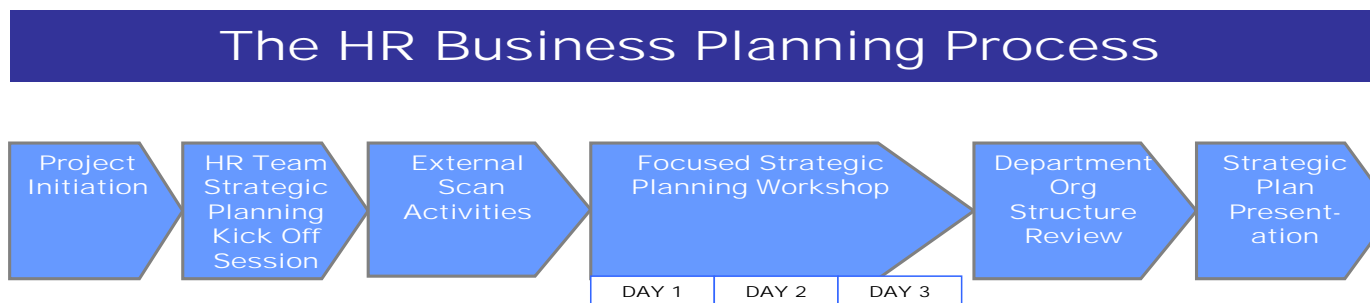 The HR Business Planning Process
Project
Initiation
HR Team
Strategic
Planning
Kick Off
Session
External
Scan
Activities
Focused Strategic
Planning Workshop
Department
Org
Structure
Review
Strategic
Plan
Present-
ation
DAY 1
DAY 2
DAY 3